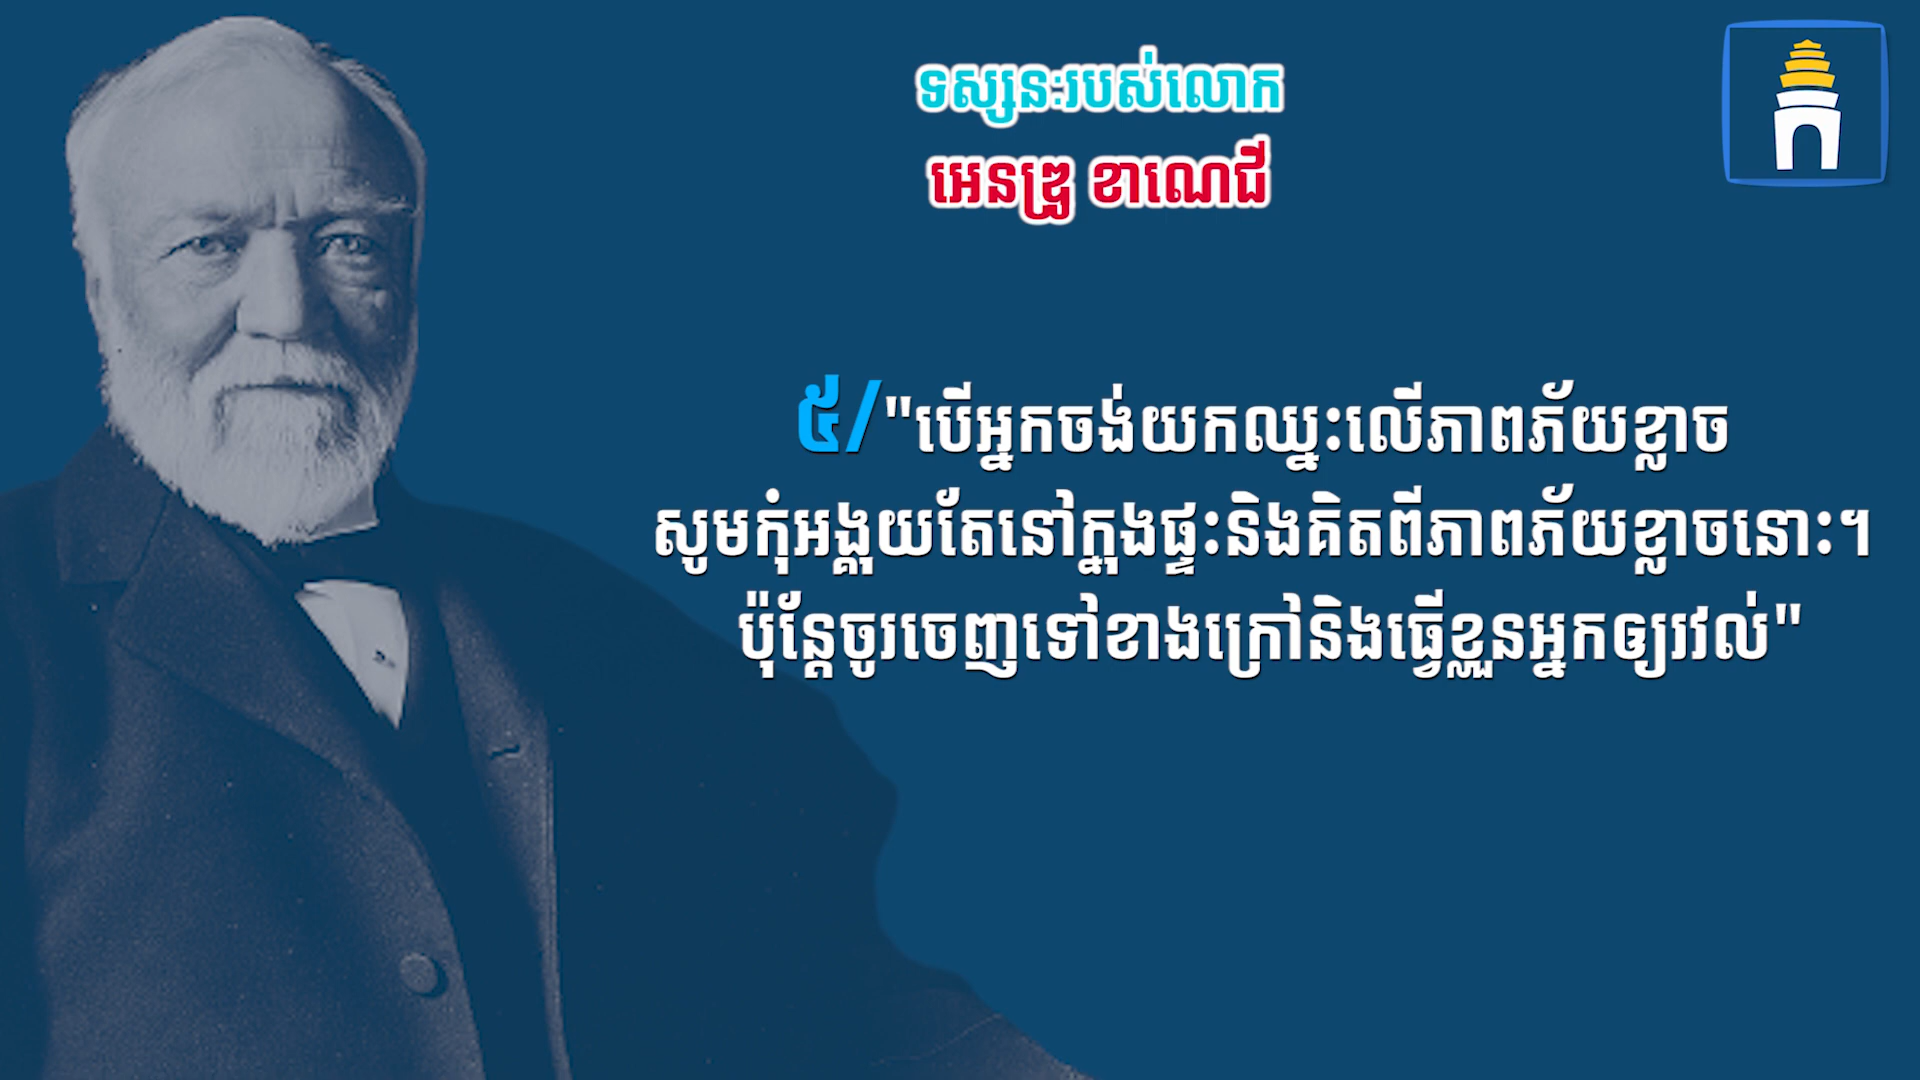 ទស្សនៈរបស់លោក
អេនឌ្រូ ខាណេជី
៥/"បើអ្នកចង់យកឈ្នះលើភាពភ័យខ្លាច
សូមកុំអង្គុយតែនៅក្នុងផ្ទះនិងគិតពីភាពភ័យខ្លាចនោះ។
ប៉ុន្តែចូរចេញទៅខាងក្រៅនិងធ្វើខ្លួនអ្នកឲ្យរវល់"